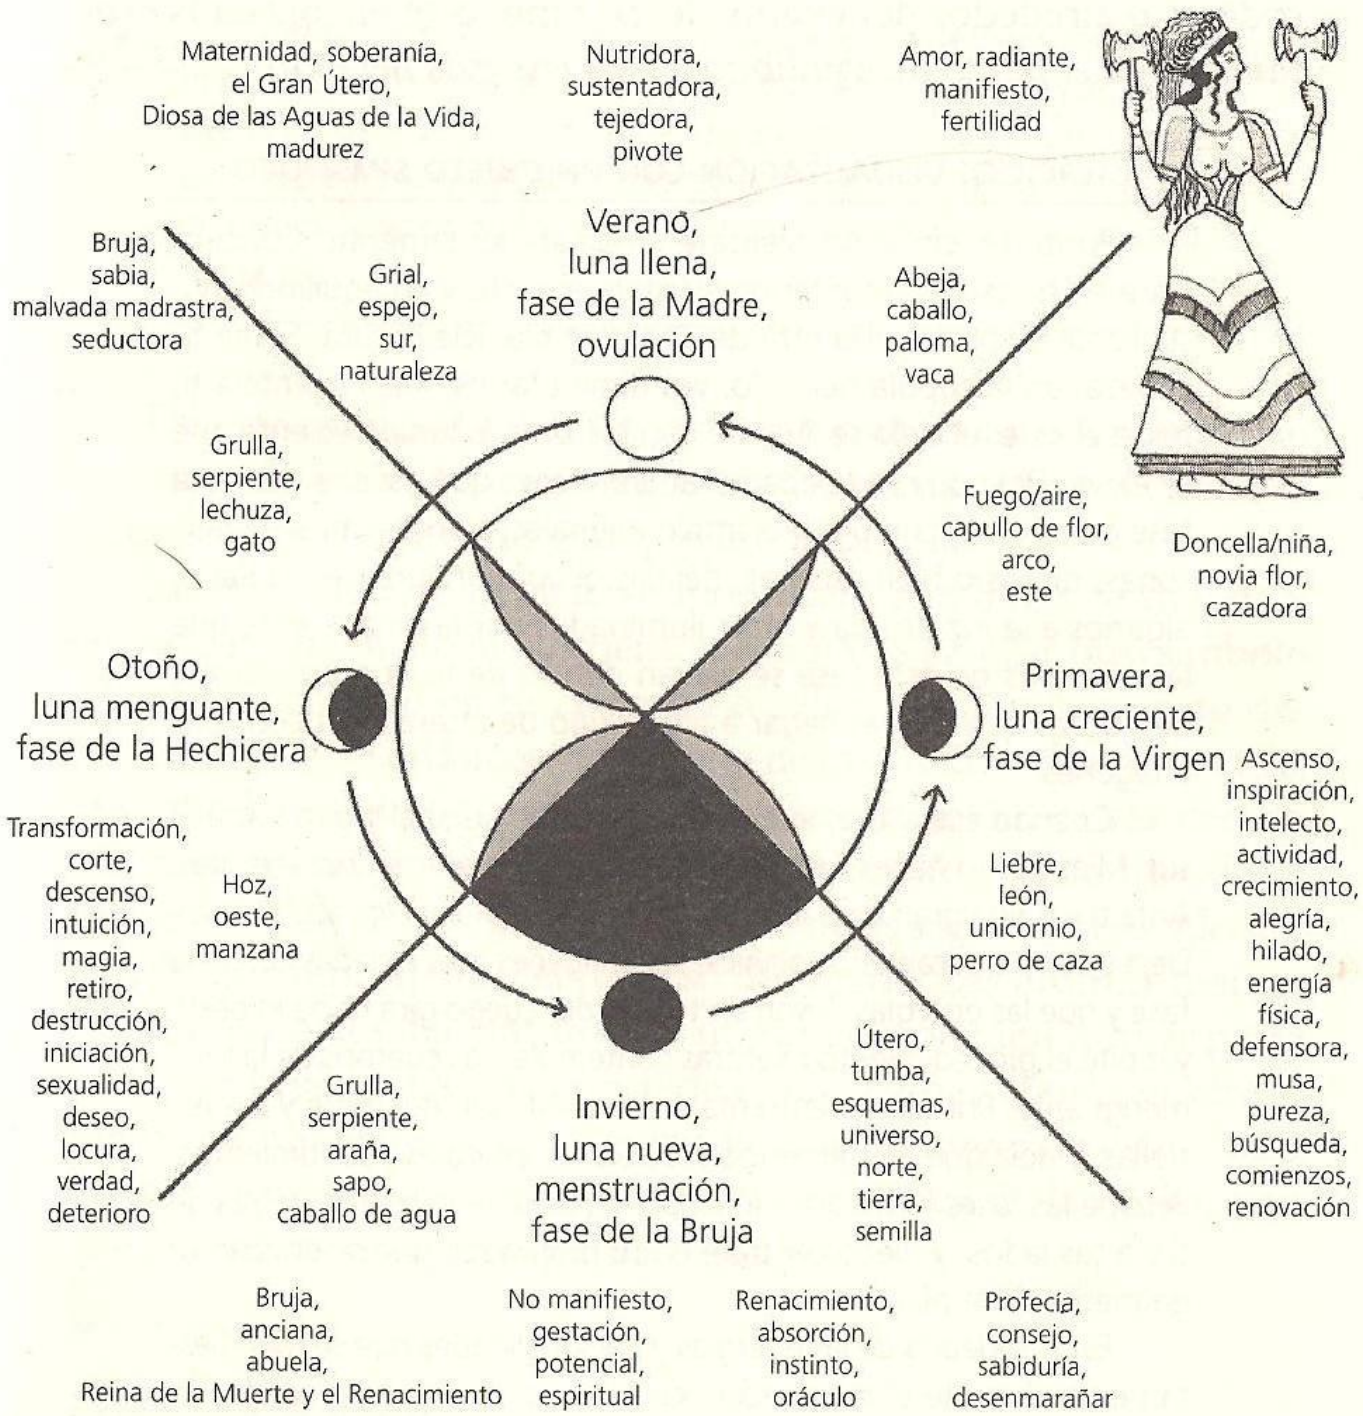 Maternidad, soberanía,
el Gran Útero,
Diosa de las Aguas de la Vida,
madurez
Nutridora,
sustentadora,
tejedora,
pivote
Amor, radiante,
manifiesto,
fertilidad
Bruja,
sabia,
malvada madrastra,
seductora
Grial,
espejo,
sur,
naturaleza
Verano,
luna llena,
fase de la Madre,
ovulación
Abeja,
caballo,
paloma,
vaca
Grulla,
serpiente,
lechuza,
gato
Fuego/aire,
capullo de flor,
arco,
este
Doncella/niña,
novia flor,
cazadora
Otoño,
luna menguante,
fase de la Hechicera
Primavera,
luna creciente,
fase de la Virgen
Transformación,
corte,
descenso,
intuición,
magia,
retiro,
destrucción,
iniciación,
sexualidad,
deseo,
locura,
verdad,
deterioro
Hoz,
oeste,
manzana
Liebre,
león,
unicornio,
perro de caza
Ascenso,
inspiración,
intelecto,
actividad,
crecimiento,
alegría,
hilado,
energía
física,
defensora,
musa,
pureza,
búsqueda,
comienzos,
renovación
Grulla,
serpiente,
araña,
sapo,
caballo de agua
Invierno,
luna nueva,
menstruación,
fase de la Bruja
Útero,
tumba,
esquemas,
universo,
norte,
tierra,
semilla
Bruja,
anciana,
abuela,
Reina de la Muerte y el Renacimiento
No manifiesto,
gestación,
potencial,
espiritual
Renacimiento,
absorción,
instinto,
oráculo
Profecía,
consejo,
sabiduría,
desenmarañar